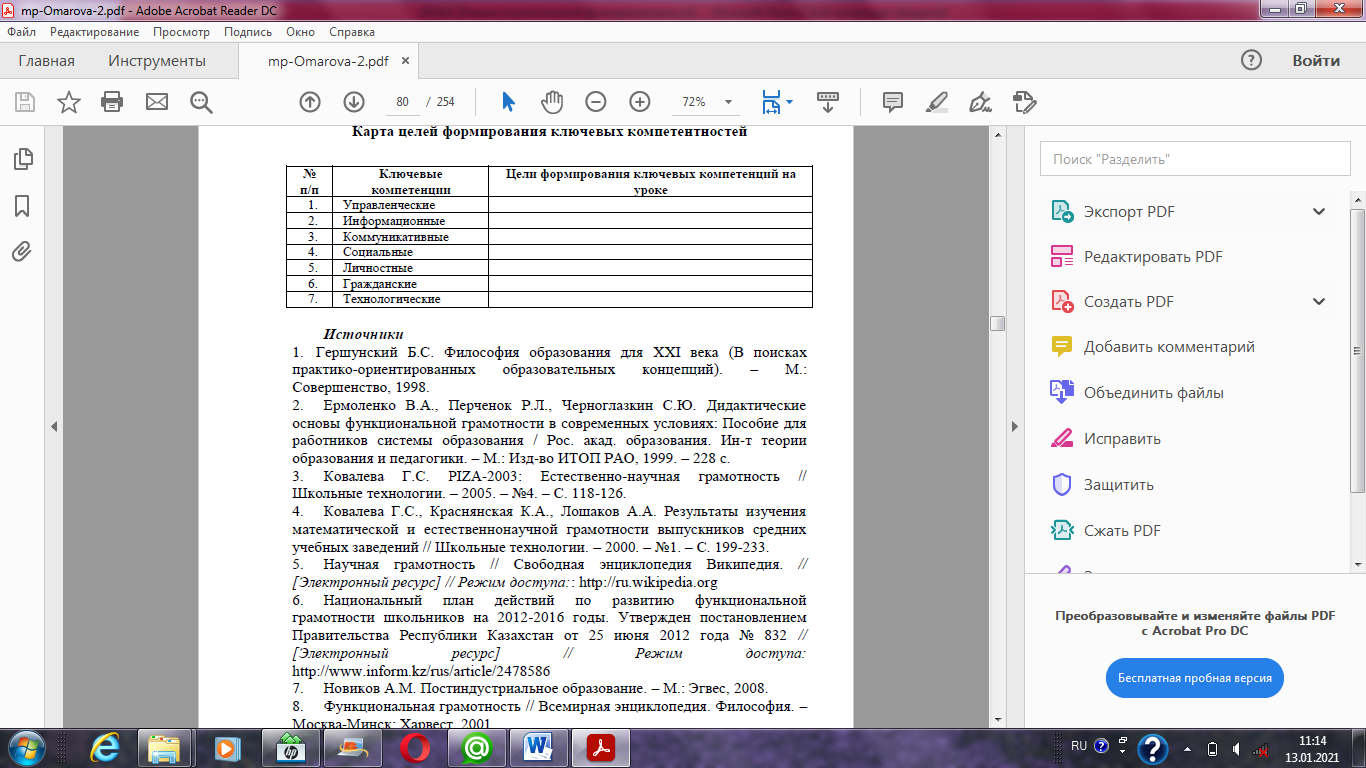 mp-Omarova-2.pdf - Adobe Acrobat Reader DC
Файл Редактирование Просмотр Подпись Окно Справка
Главная Инструменты mp-Omarova-2.pdf × ? Войти
80 / 254 72%
Карта целей формирования ключевых компетентностей
№ п/п Ключевые компетенции Цели формирования ключевых компетенций на уроке
1. Управленческие
2. Информационные
3. Коммуникативные
4. Социальные
5. Личностные
6. Гражданские
7. Технологические
Источники
1. Гершунский Б.С. Философия образования для XXI века (В поисках
практико-ориентированных образовательных концепций). – М.:
Совершенство, 1998.
2. Ермоленко В.А., Перченок Р.Л., Черноглазкин С.Ю. Дидактические
основы функциональной грамотности в современных условиях: Пособие для
работников системы образования / Рос. акад. образования. Ин-т теории
образования и педагогики. – М.: Изд-во ИТОП РАО, 1999. – 228 с.
3. Ковалева Г.С. PIZA-2003: Естественно-научная грамотность //
Школьные технологии. – 2005. – №4. – С. 118-126.
4. Ковалева Г.С., Краснянская К.А., Лошаков А.А. Результаты изучения
математической и естественнонаучной грамотности выпускников средних
учебных заведений // Школьные технологии. – 2000. – №1. – С. 199-233.
5. Научная грамотность // Свободная энциклопедия Википедия. //
[Электронный ресурс] // Режим доступа:: http://ru.wikipedia.org
6. Национальный план действий по развитию функциональной
грамотности школьников на 2012-2016 годы. Утвержден постановлением
Правительства Республики Казахстан от 25 июня 2012 года № 832 //
[Электронный ресурс] // Режим доступа:
http://www.inform.kz/rus/article/2478586
7. Новиков А.М. Постиндустриальное образование. – М.: Эгвес, 2008.
8. Функциональная грамотность // Всемирная энциклопедия. Философия. –
Москва-Минск: Харвест, 2001
Поиск "Разделить"
Экспорт PDF
Редактировать PDF
Создать PDF
Добавить комментарий
Объединить файлы
Исправить
Защитить
Сжать PDF
Преобразовывайте и изменяйте файлы PDF
с Acrobat Pro DC
Бесплатная пробная версия
RU
11:14
13.01.2021